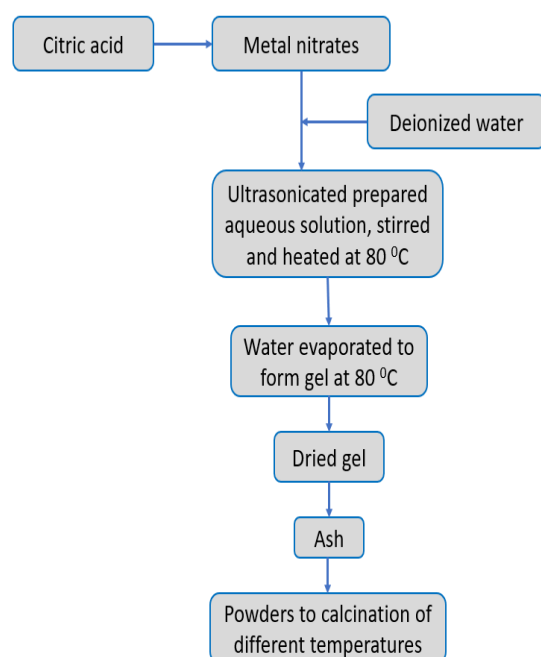 Citric acid
Metal nitrates
Deionized water
Ultrasonicated prepared
aqueous solution, stirred
and heated at 80 ⁰C
Water evaporated to
form gel at 80 ⁰C
Dried gel
Ash
Powders to calcination of
different temperatures